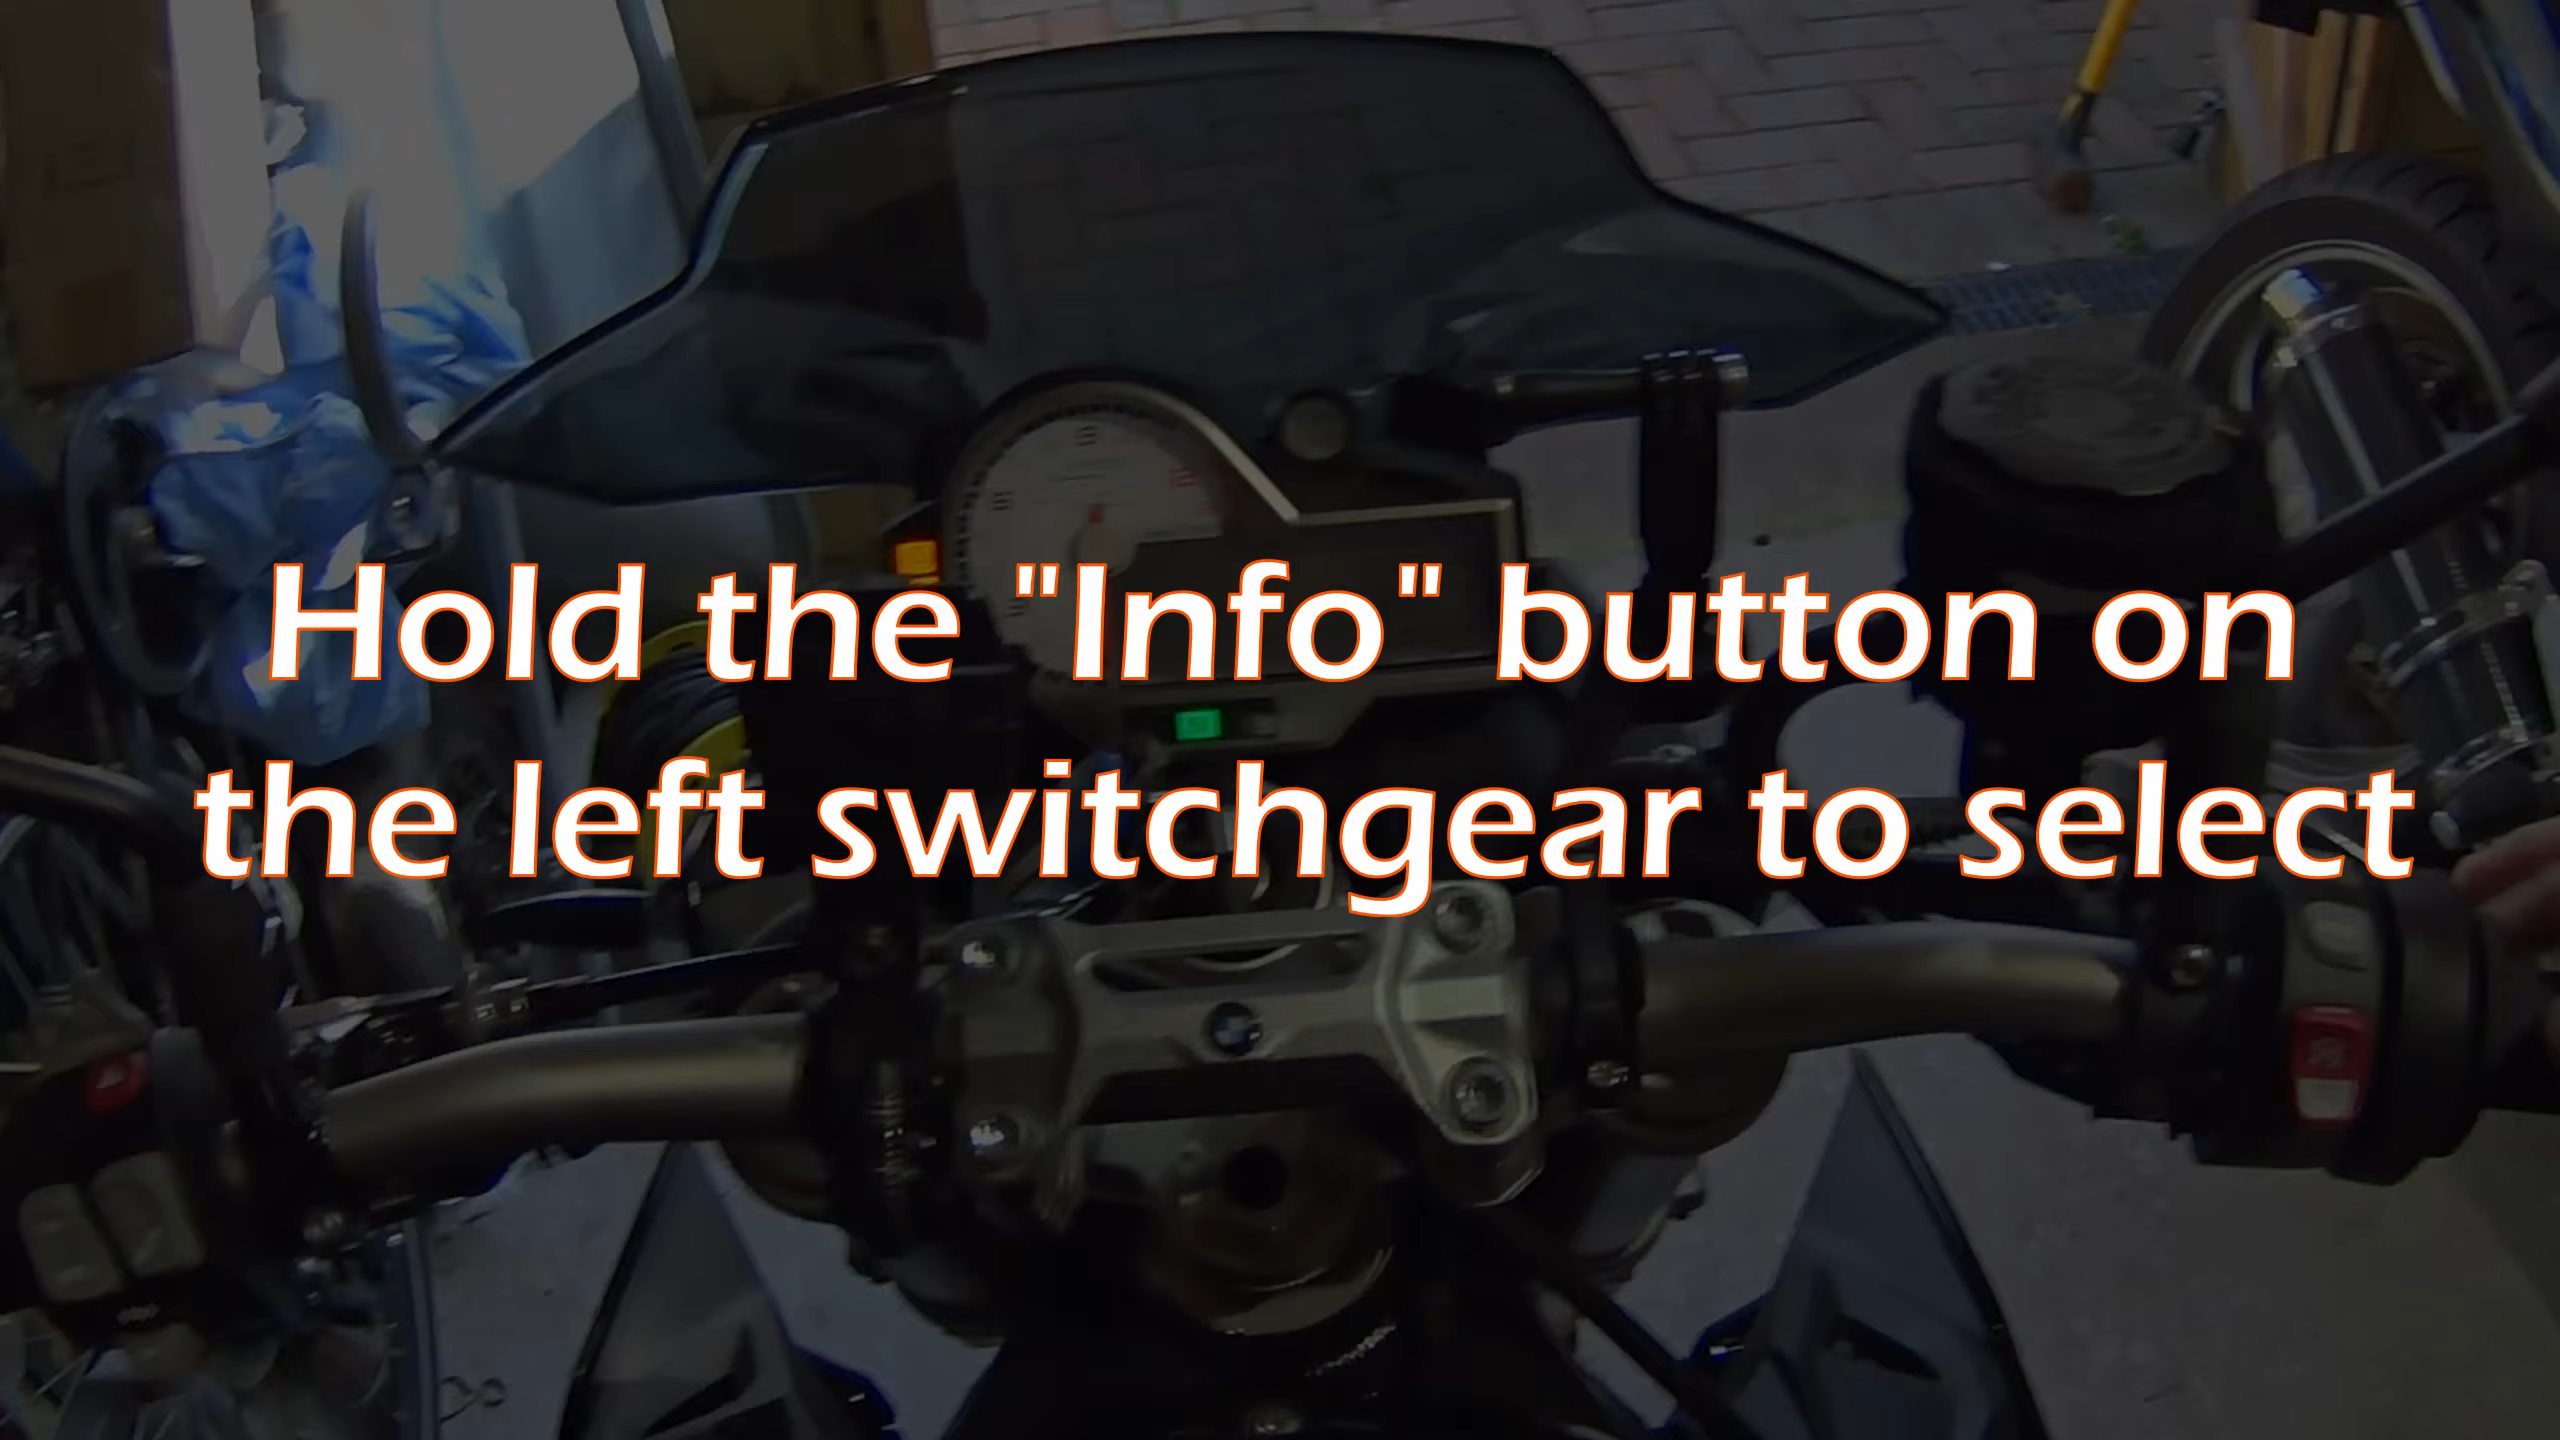 Hold the "Info" button on
the left switchgear to select